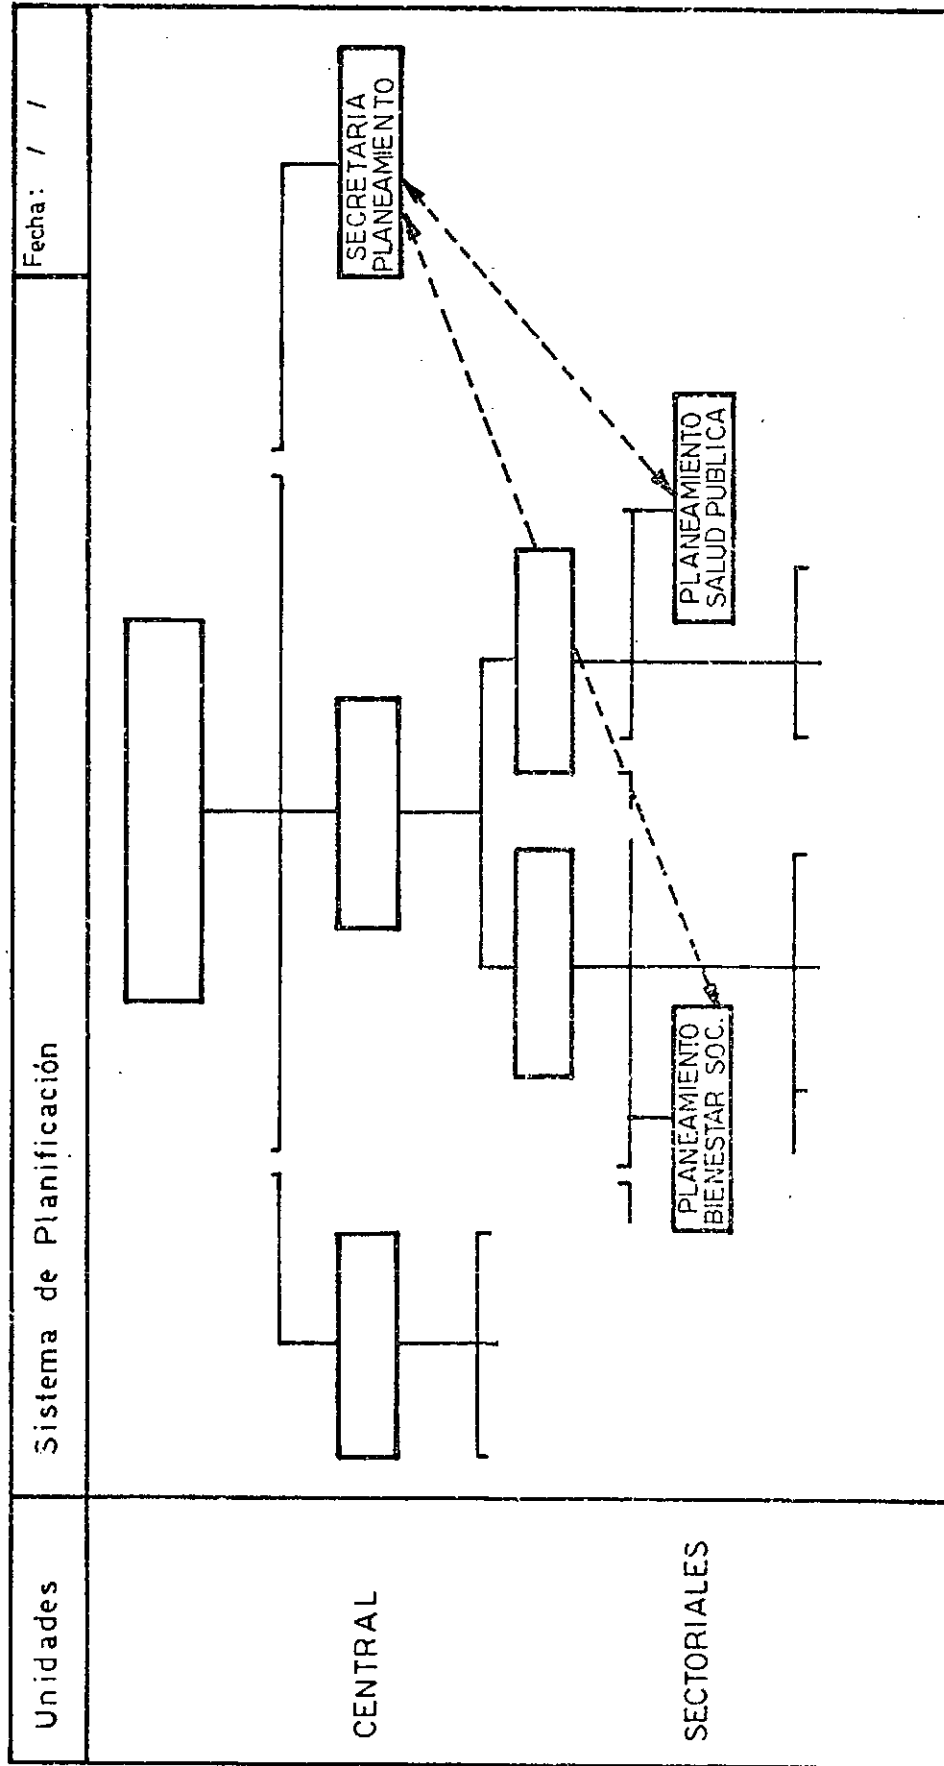 Unidades
Sistema de Planificación
Fecha: / /
CENTRAL
SECRETARIA
PLANEAMIENTO
SECTORIALES
PLANEAMIENTO
BIENESTAR SOC.
PLANEAMIENTO
SALUD PUBLICA